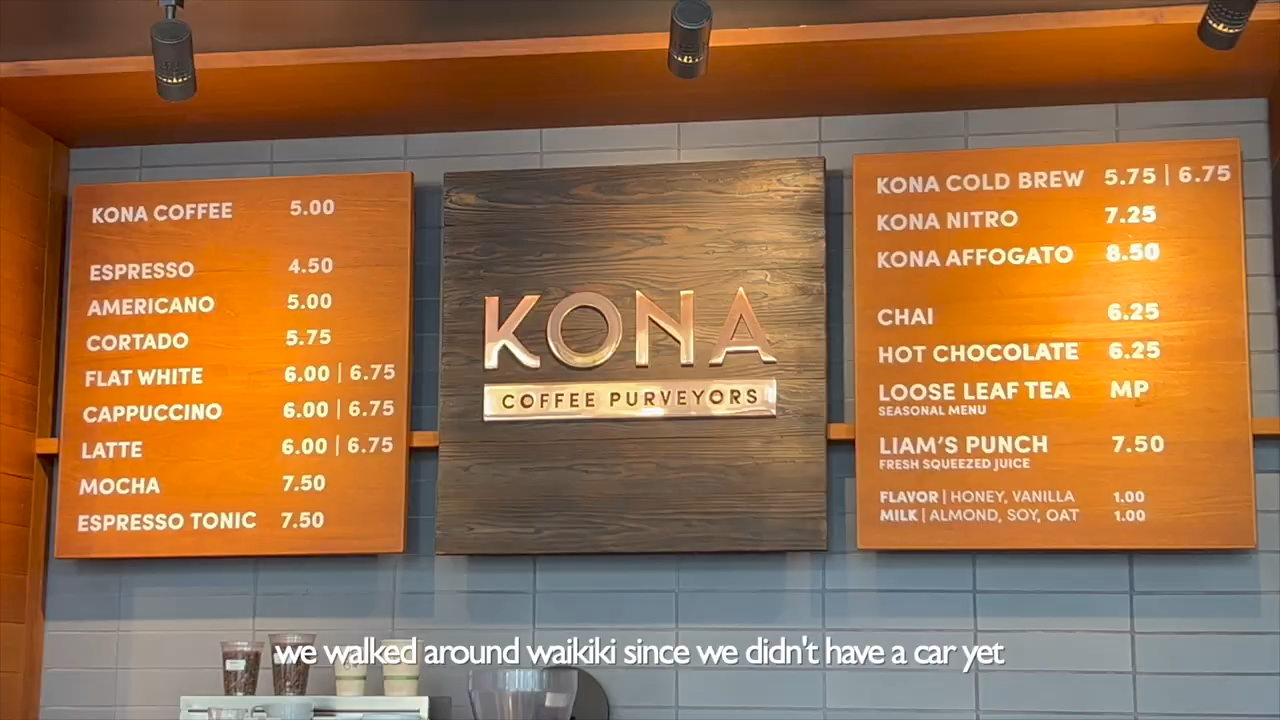 KONA COFFEE 5.00
ESPRESSO 4.50
AMERICANO 5.00
CORTADO 5.75
FLAT WHITE 6.00 | 6.75
CAPPUCCINO 6.00 | 6.75
LATTE 6.00 | 6.75
MOCHA 7.50
ESPRESSO TONIC 7.50
KONA
COFFEE PURVEYORS
KONA COLD BREW 5.75 | 6.75
KONA NITRO 7.25
KONA AFFOGATO 8.50
CHAI 6.25
HOT CHOCOLATE 6.25
LOOSE LEAF TEA MP
SEASONAL MENU
LIAM'S PUNCH 7.50
FRESH SQUEEZED JUICE
FLAVOR | HONEY, VANILLA 1.00
MILK | ALMOND, SOY, OAT 1.00
we walked around waikiki since we didn't have a car yet